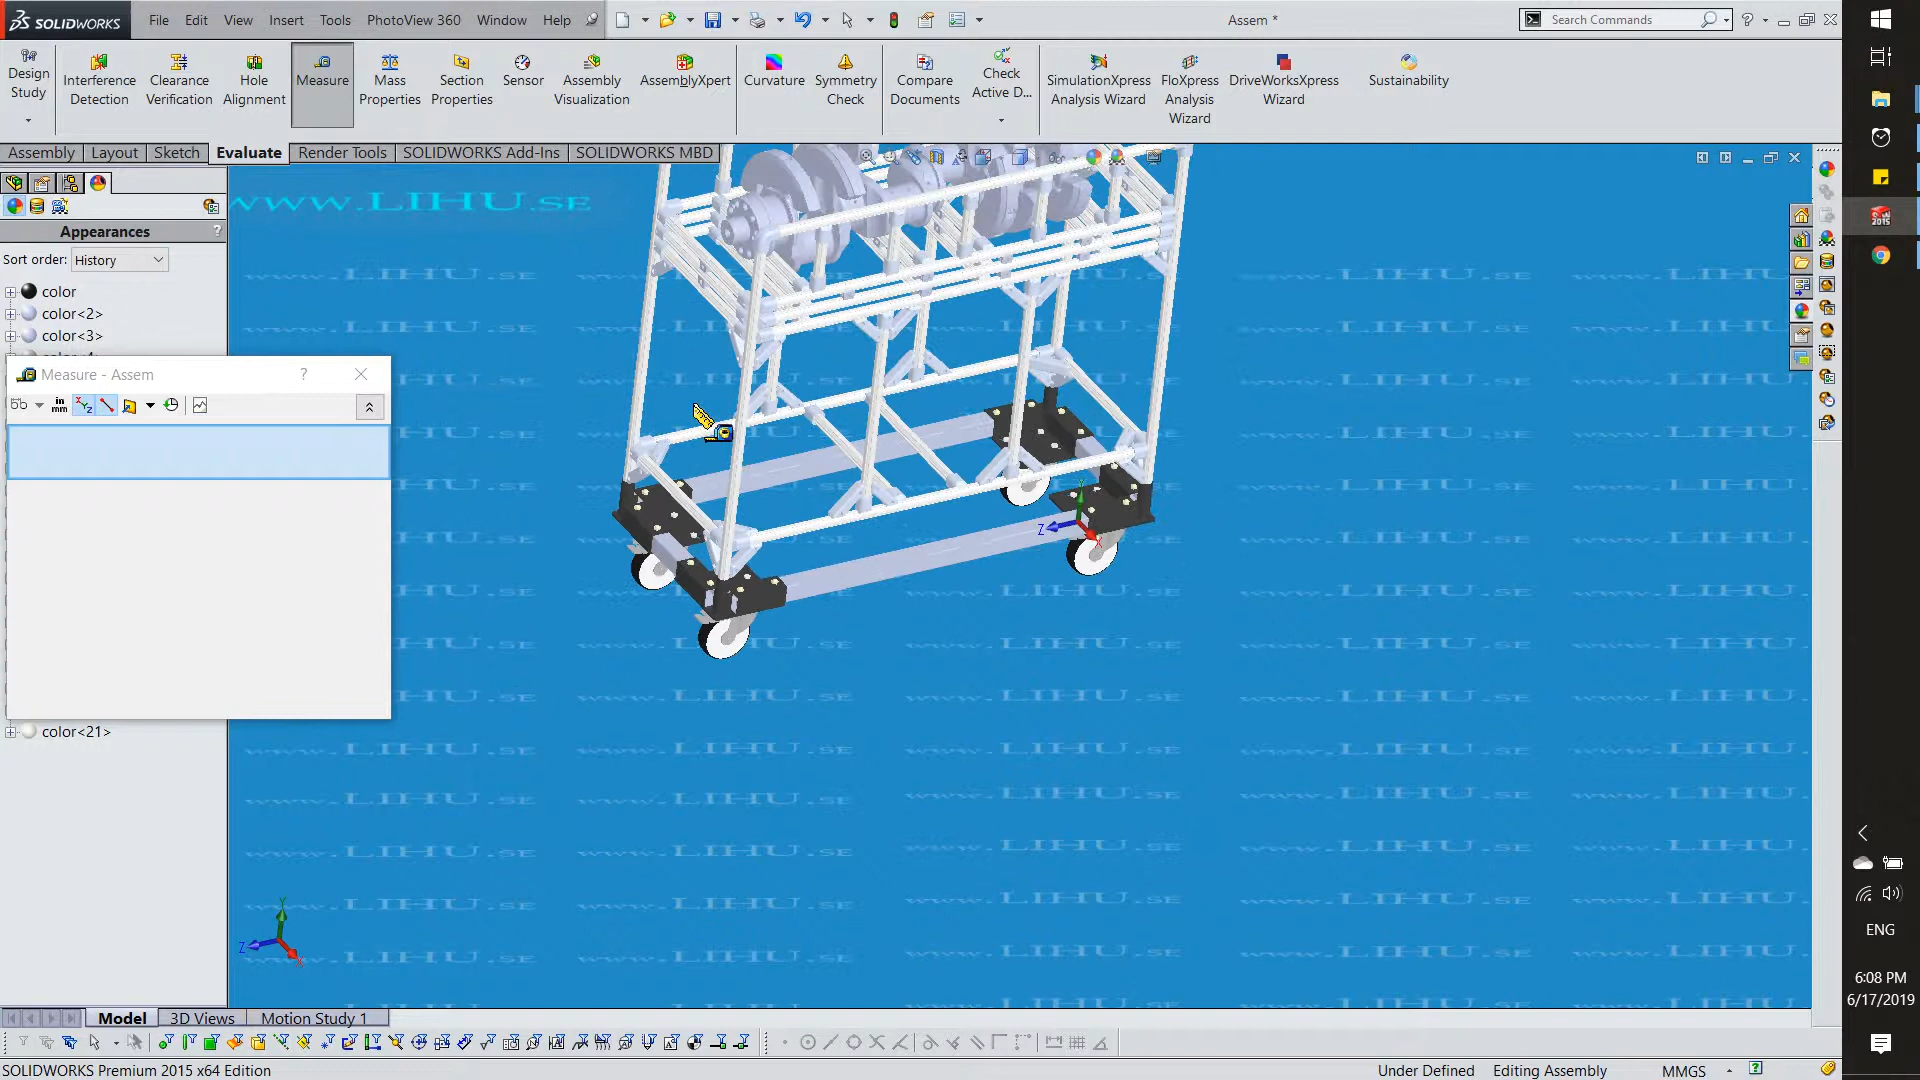 SOLIDWORKS
File Edit View Insert Tools PhotoView 360 Window Help
Assem *
Search Commands
Design Study
Interference Detection
Clearance Verification
Hole Alignment
Measure
Mass Properties
Section Properties
Sensor
Assembly Visualization
AssemblyXpert
Curvature
Symmetry Check
Compare Documents
Check Active D...
SimulationXpress Analysis Wizard
FloXpress Analysis Wizard
DriveWorksXpress Wizard
Sustainability
Assembly Layout Sketch Evaluate Render Tools SOLIDWORKS Add-Ins SOLIDWORKS MBD
www.LIHU.SE
Appearances ?
Sort order: History
color
color<2>
color<3>
Measure - Assem ?
in
mm
XYZ
color<21>
Z
X
Y
Z
X
Model 3D Views Motion Study 1
SOLIDWORKS Premium 2015 x64 Edition
Under Defined Editing Assembly MMGS
2015
ENG
6:08 PM
6/17/2019